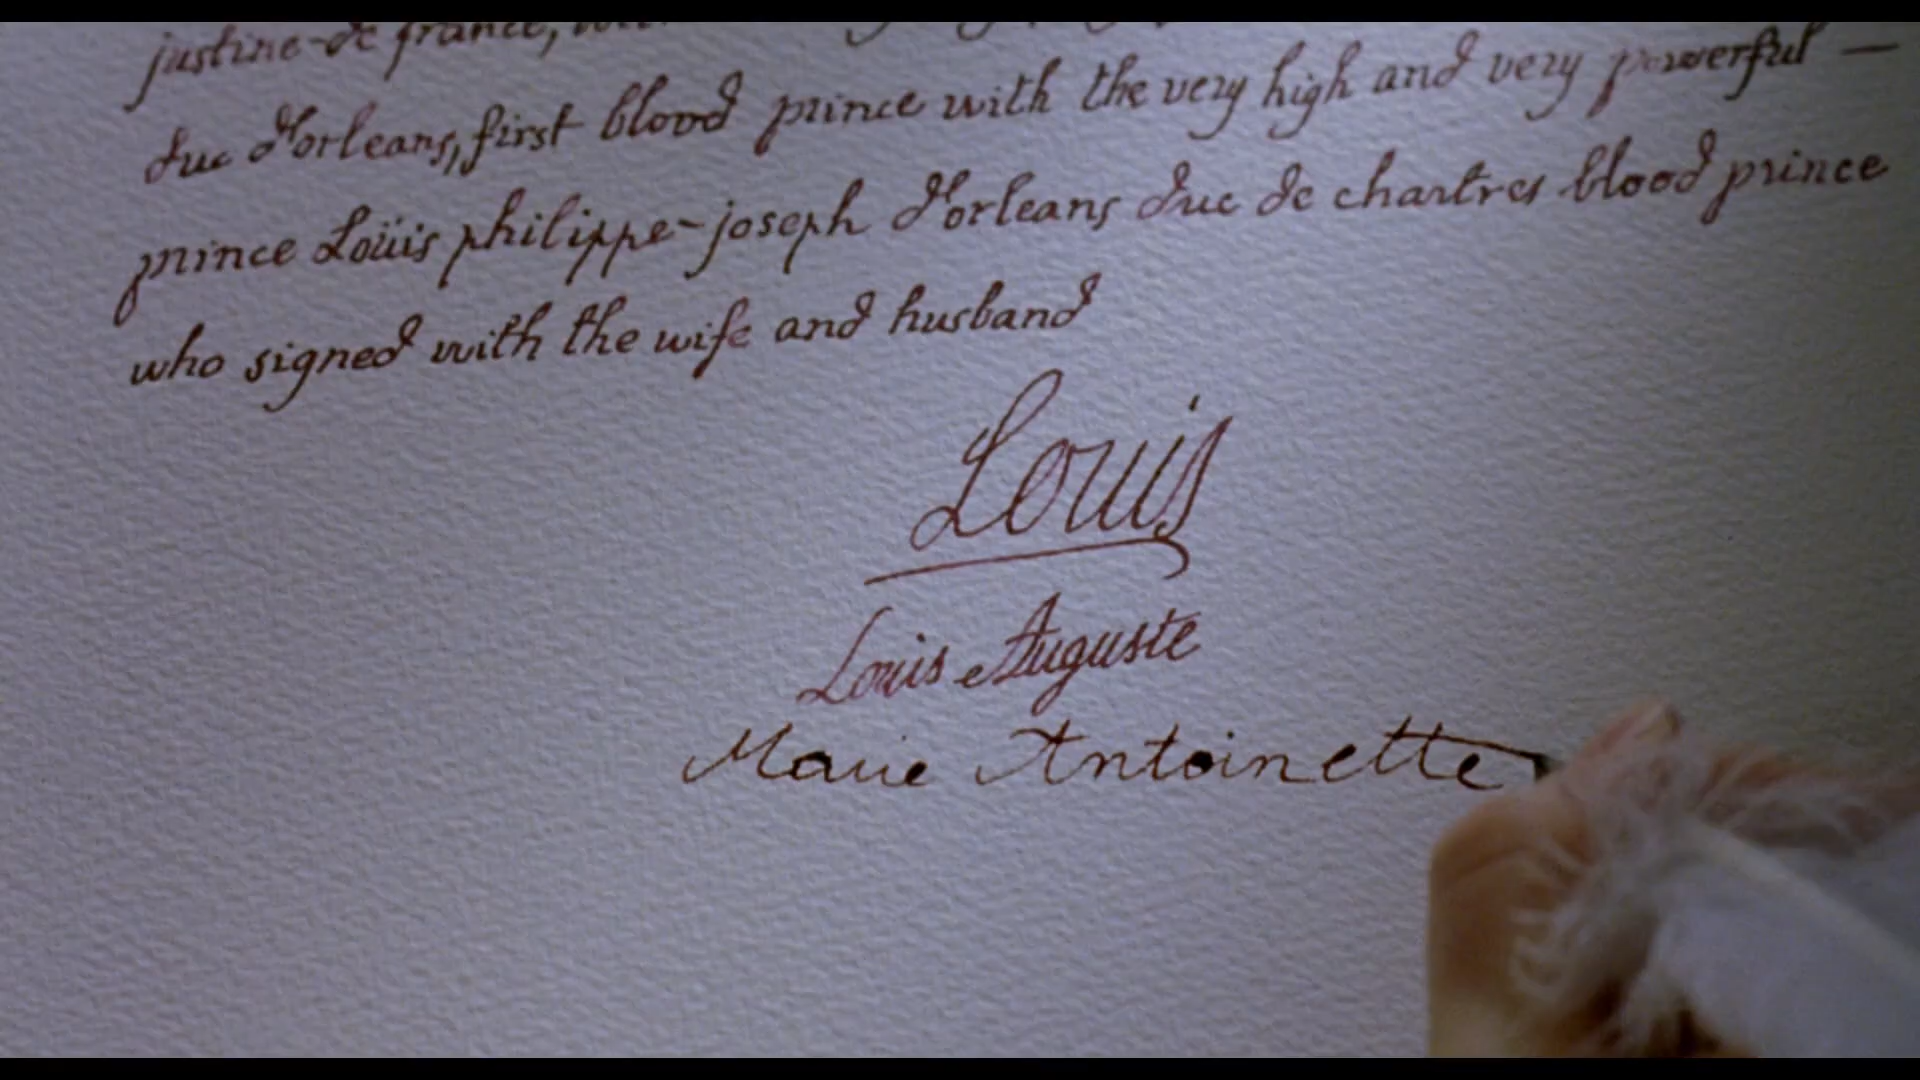 justine-de france,
duc d'orleans, first blood prince with the very high and very powerful —
prince Loüis philippe-joseph d'orleans duc de chartres blood prince
who signed with the wife and husband
Louis
Louis Auguste
Marie Antoinette